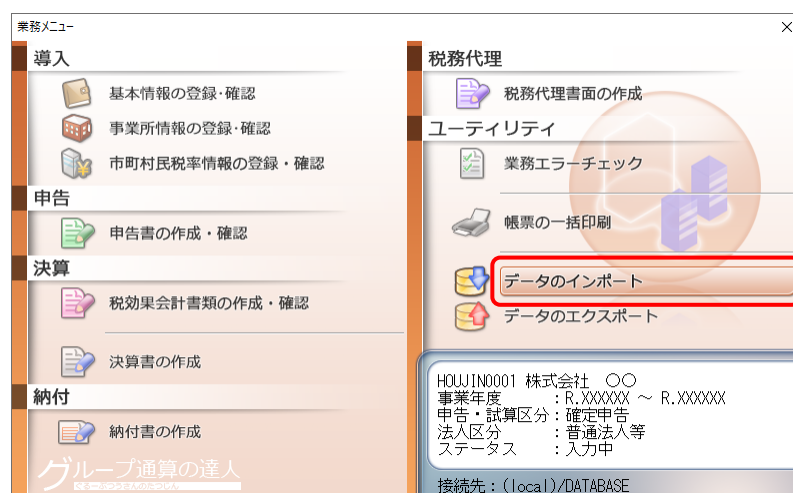 業務メニュー
導入
基本情報の登録・確認
事業所情報の登録・確認
市町村民税率情報の登録・確認
申告
申告書の作成・確認
決算
税効果会計書類の作成・確認
決算書の作成
納付
納付書の作成
グループ通算の達人
税務代理
税務代理書面の作成
ユーティリティ
業務エラーチェック
帳票の一括印刷
データのインポート
データのエクスポート
HOUJIN0001 株式会社 〇〇
事業年度 : R.XXXXXX ～ R.XXXXXX
申告・試算区分 : 確定申告
法人区分 : 普通法人等
ステータス : 入力中
接続先 : (local)/DATABASE